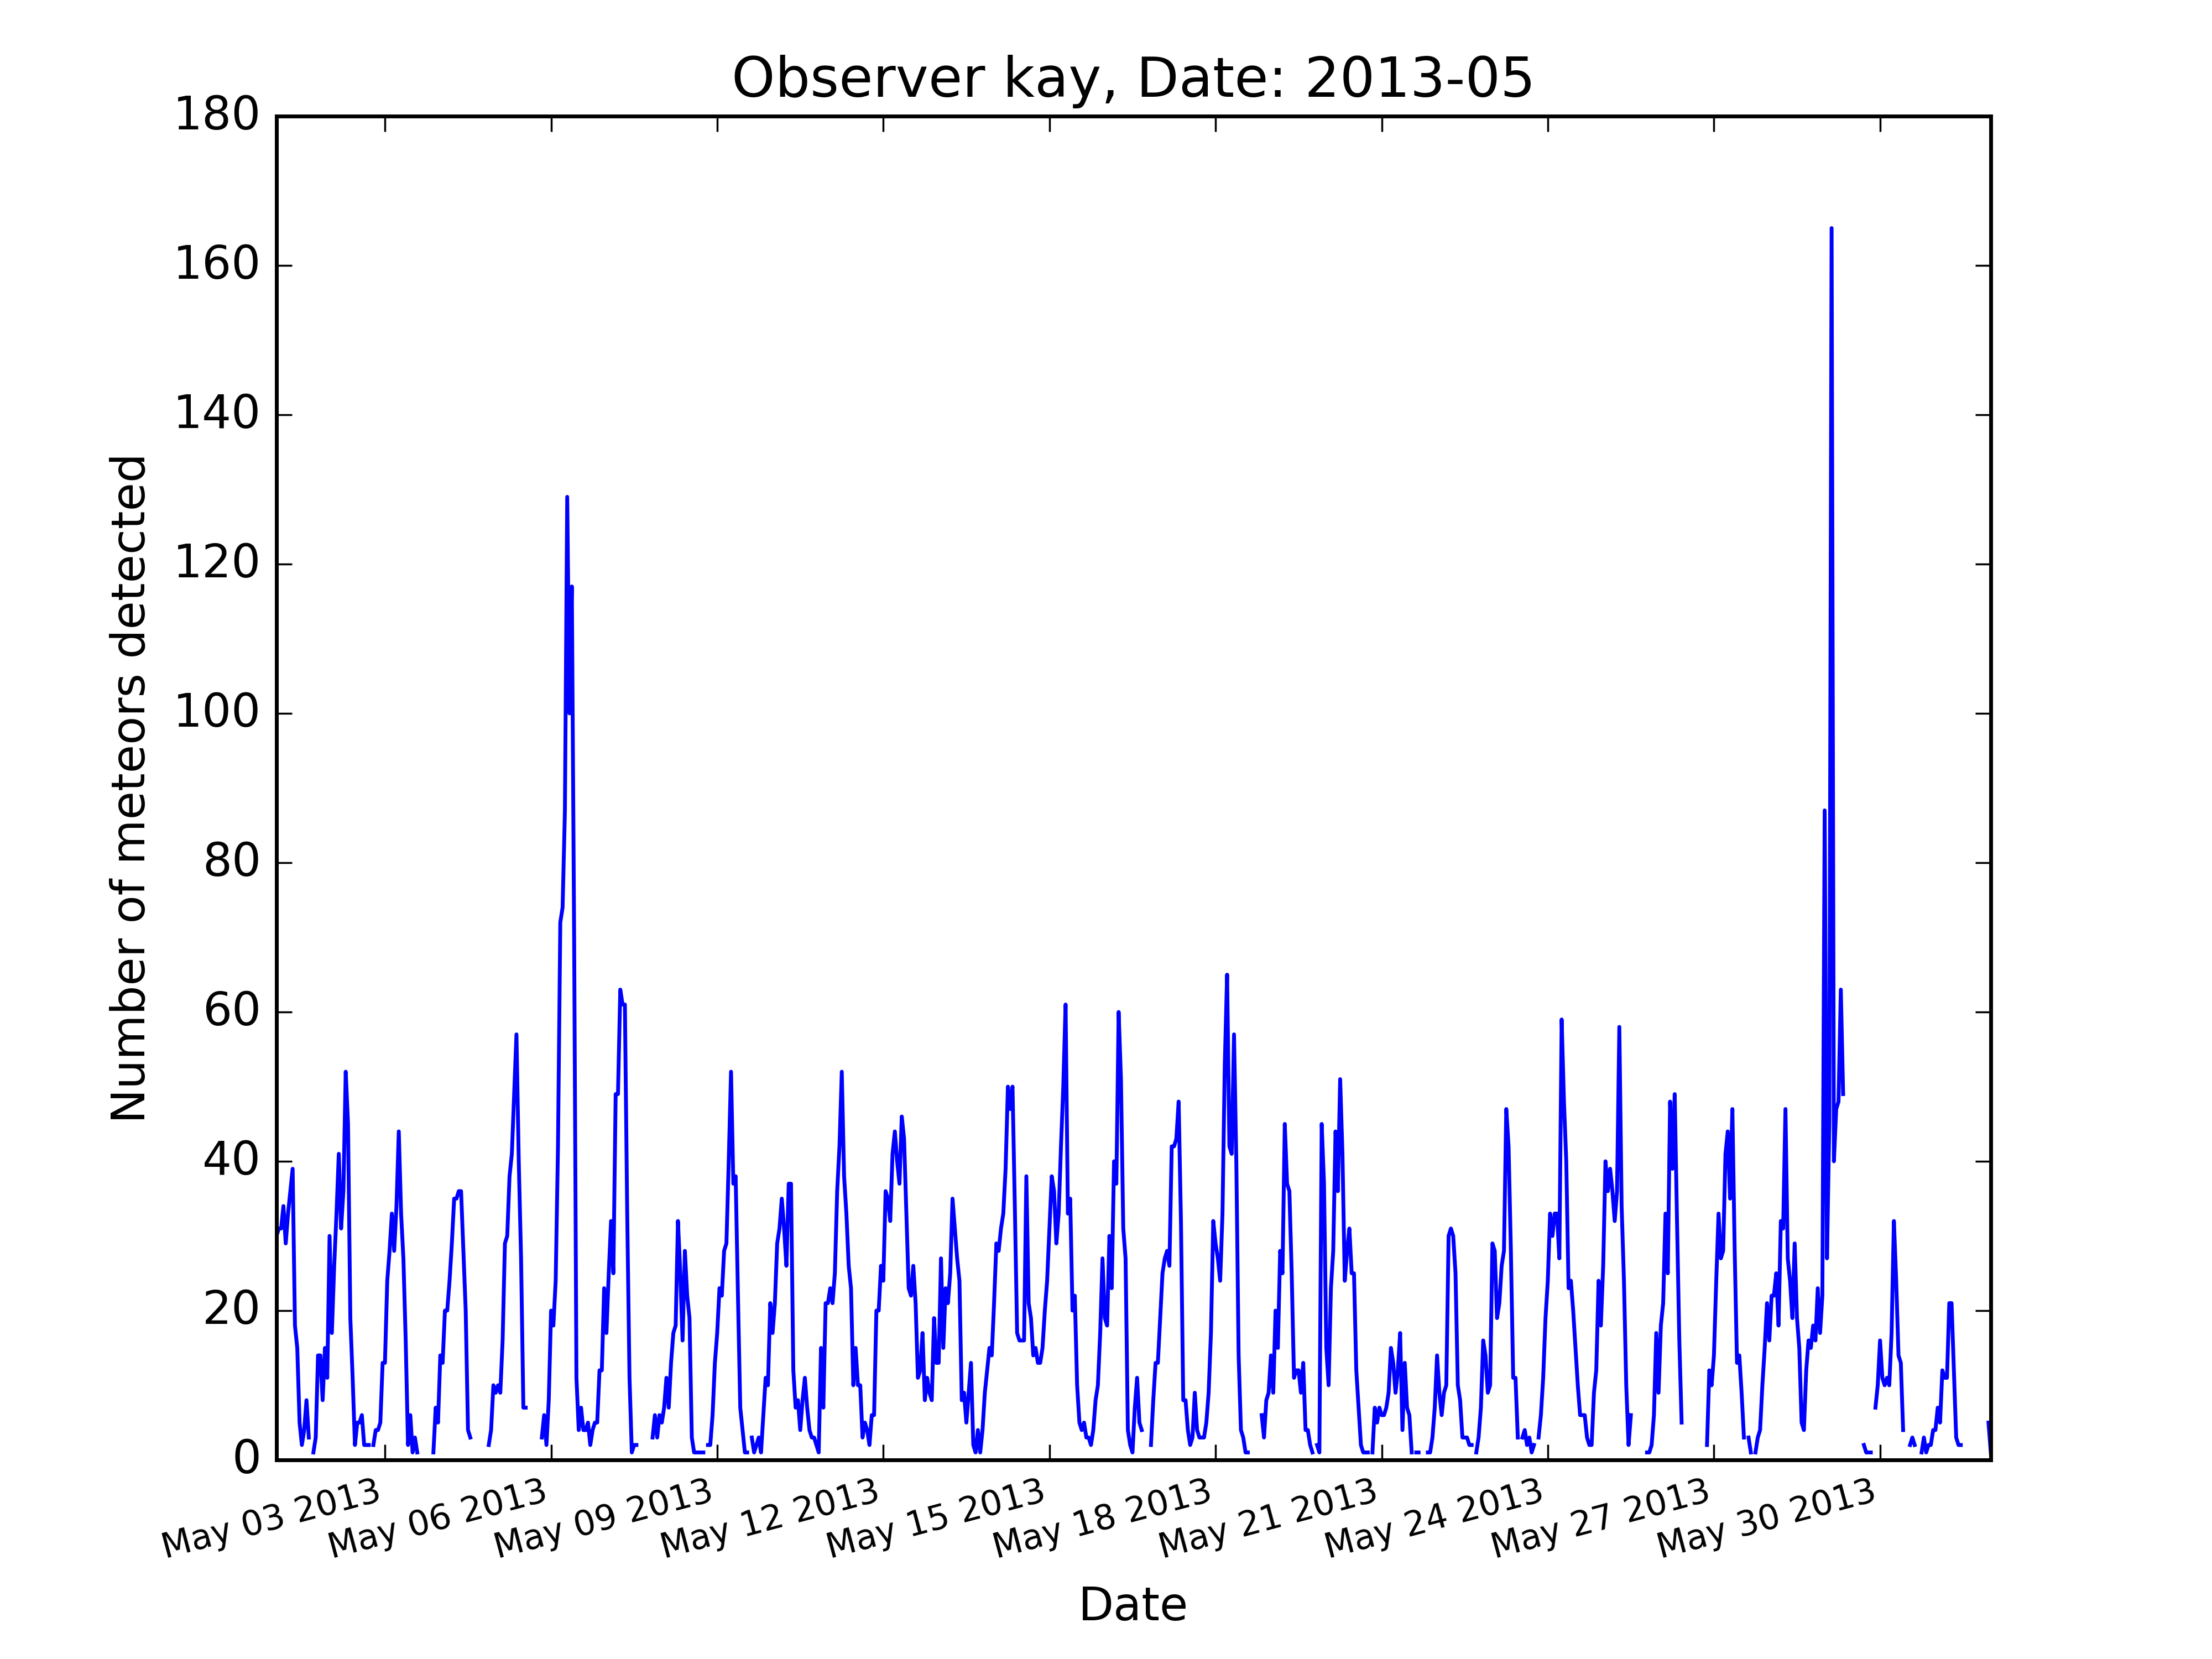 Observer kay, Date: 2013-05
180
160
140
120
100
80
60
40
20
0
Number of meteors detected
May 03 2013
May 06 2013
May 09 2013
May 12 2013
May 15 2013
May 18 2013
May 21 2013
May 24 2013
May 27 2013
May 30 2013
Date